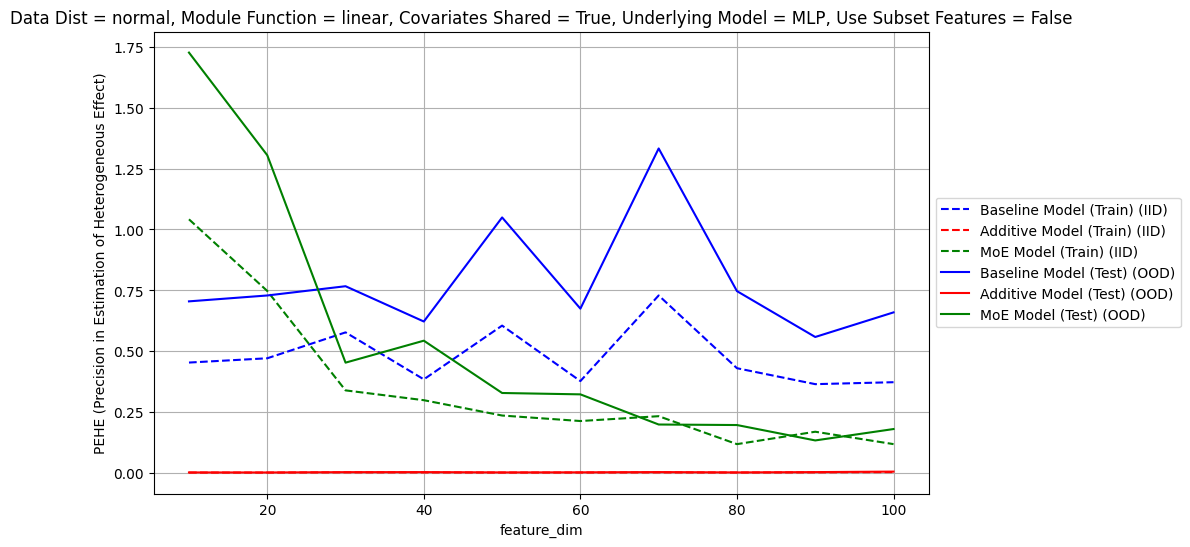 Data Dist = normal, Module Function = linear, Covariates Shared = True, Underlying Model = MLP, Use Subset Features = False
PEHE (Precision in Estimation of Heterogeneous Effect)
1.75
1.50
1.25
1.00
0.75
0.50
0.25
0.00
20
40
60
80
100
feature_dim
Baseline Model (Train) (IID)
Additive Model (Train) (IID)
MoE Model (Train) (IID)
Baseline Model (Test) (OOD)
Additive Model (Test) (OOD)
MoE Model (Test) (OOD)